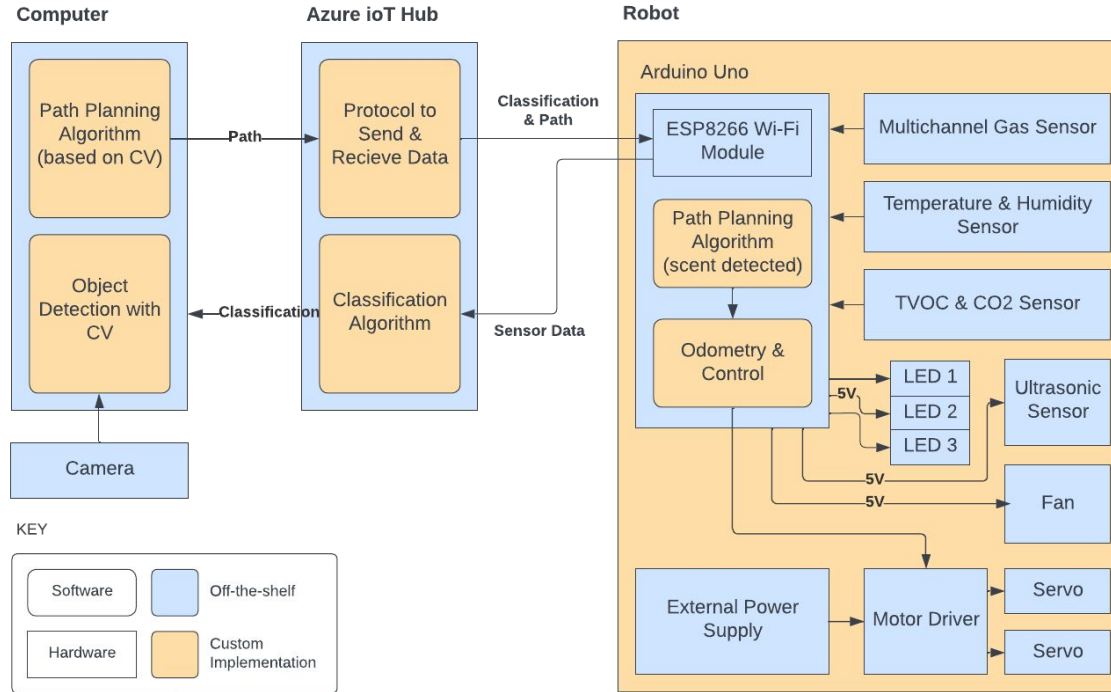 Computer
Azure ioT Hub
Robot
Path Planning
Algorithm
(based on CV)
Path
Protocol to
Send &
Recieve Data
Classification
& Path
Arduino Uno
ESP8266 Wi-Fi
Module
Multichannel Gas Sensor
Path Planning
Algorithm
(scent detected)
Temperature & Humidity
Sensor
Object
Detection with
CV
Classification
Classification
Algorithm
Sensor Data
TVOC & CO2 Sensor
Odometry &
Control
5V
LED 1
LED 2
LED 3
Ultrasonic
Sensor
Camera
5V
5V
Fan
KEY
Software
Off-the-shelf
Hardware
Custom
Implementation
External Power
Supply
Motor Driver
Servo
Servo